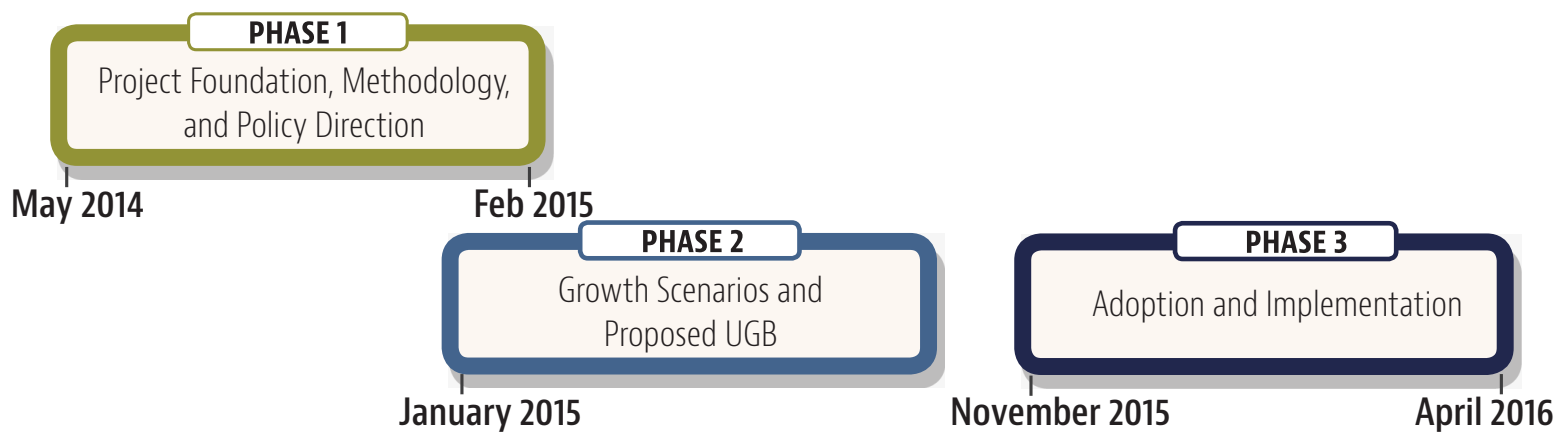 PHASE 1
Project Foundation, Methodology,
and Policy Direction
May 2014
Feb 2015
PHASE 2
Growth Scenarios and
Proposed UGB
January 2015
PHASE 3
Adoption and Implementation
November 2015
April 2016